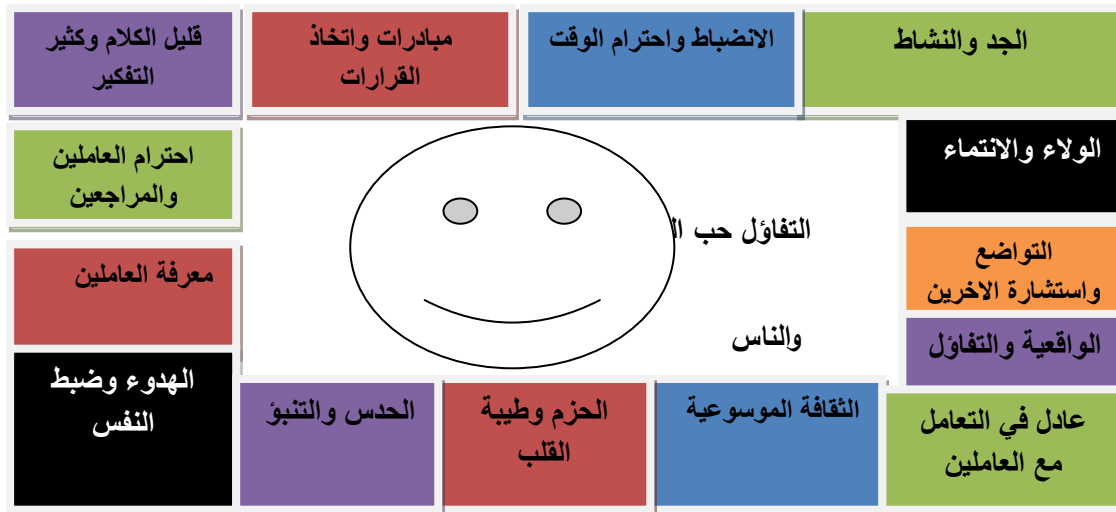 الجد والنشاط
الانضباط واحترام الوقت
مبادرات واتخاذ
القرارات
قليل الكلام وكثير
التفكير
الولاء والانتماء
احترام العاملين
والمراجعين
التفاؤل حب
التواضع
واستشارة الاخرين
معرفة العاملين
الواقعية والتفاؤل
والناس
الهدوء وضبط
النفس
عادل في التعامل
مع العاملين
الثقافة الموسوعية
الحزم وطيبة
القلب
الحدس والتنبؤ